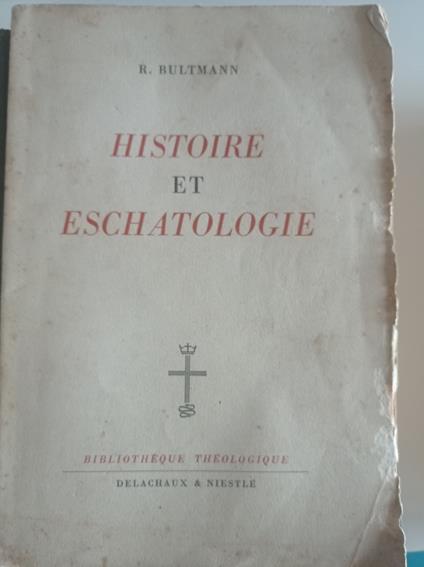 R. BULTMANN
HISTOIRE
ET
ESCHATOLOGIE
BIBLIOTHÈQUE THÉOLOGIQUE
DELACHAUX & NIESTLÉ